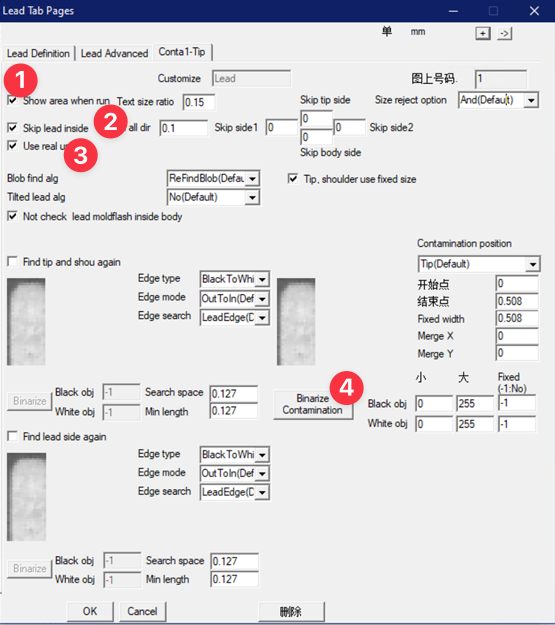 Lead Tab Pages
单 mm + ->
Lead Definition Lead Advanced Conta1-Tip
1
Customize Lead 图上号码. 1
Show area when run Text size ratio 0.15 Skip tip side Size reject option And(Default)
2
0
Skip lead inside all dir 0.1 Skip side1 0 0 Skip side2
0
Use real u
3
Skip body side
Blob find alg ReFindBlob(Defau Tip, shoulder use fixed size
Tilted lead alg No(Default)
Not check lead moldflash inside body
Contamination position
Find tip and shou again Tip(Default)
Edge type BlackToWhi 开始点 0
Edge mode OutToIn(Def 结束点 0.508
Edge search LeadEdge(D Fixed width 0.508
Merge X 0
Merge Y 0
小 大 Fixed
(-1:No)
4
Binarize Black obj -1 Search space 0.127 Binarize
Contamination Black obj 0 255 -1
White obj -1 Min length 0.127 White obj 0 255 -1
Find lead side again
Edge type BlackToWhi
Edge mode OutToIn(Def
Edge search LeadEdge(D
Binarize Black obj -1 Search space 0.127
White obj -1 Min length 0.127
OK Cancel 刪除